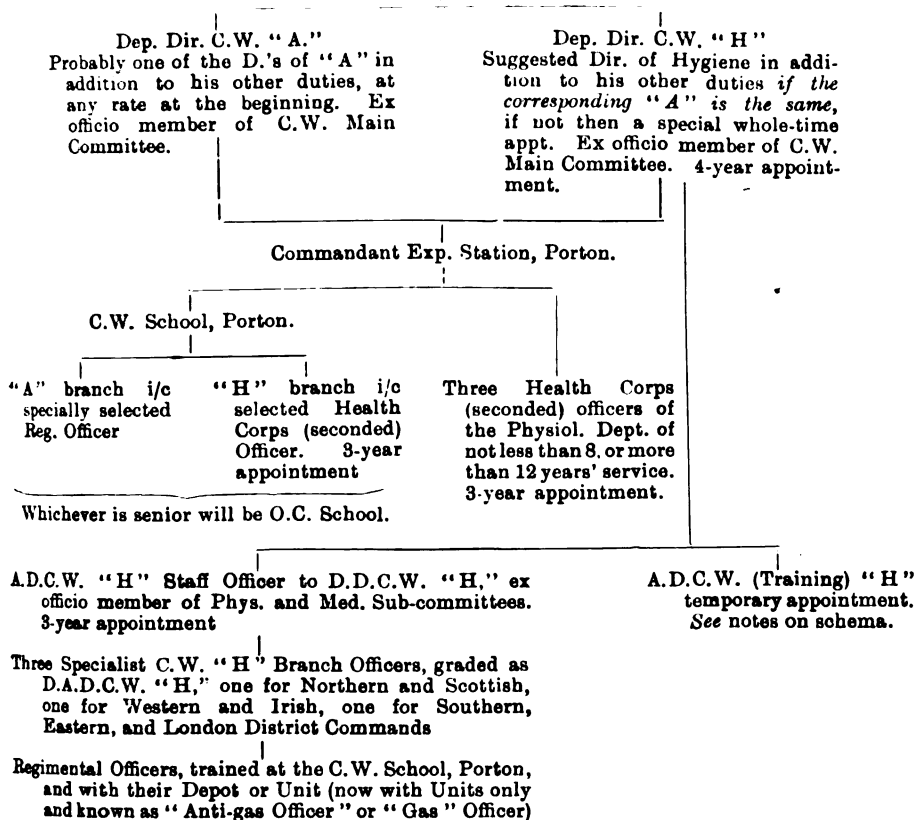 Dep. Dir. C.W. "A."
Probably one of the D.'s of "A" in
addition to his other duties, at
any rate at the beginning. Ex
officio member of C.W. Main
Committee.
Dep. Dir. C.W. "H"
Suggested Dir. of Hygiene in addi-
tion to his other duties if the
corresponding "A" is the same,
if not then a special whole-time
appt. Ex officio member of C.W.
Main Committee. 4-year appoint-
ment.
Commandant Exp. Station, Porton.
C.W. School, Porton.
"A" branch i/c
specially selected
Reg. Officer
"H" branch i/c
selected Health
Corps (seconded)
Officer. 3-year
appointment
Three Health Corps
(seconded) officers of
the Physiol. Dept. of
not less than 8, or more
than 12 years' service.
3-year appointment.
Whichever is senior will be O.C. School.
A.D.C.W. "H" Staff Officer to D.D.C.W. "H," ex
officio member of Phys. and Med. Sub-committees.
3-year appointment
A.D.C.W. (Training) "H"
temporary appointment.
See notes on schema.
Three Specialist C.W. "H" Branch Officers, graded as
D.A.D.C.W. "H," one for Northern and Scottish,
one for Western and Irish, one for Southern,
Eastern, and London District Commands
Regimental Officers, trained at the C.W. School, Porton,
and with their Depot or Unit (now with Units only
and known as "Anti-gas Officer" or "Gas" Officer)